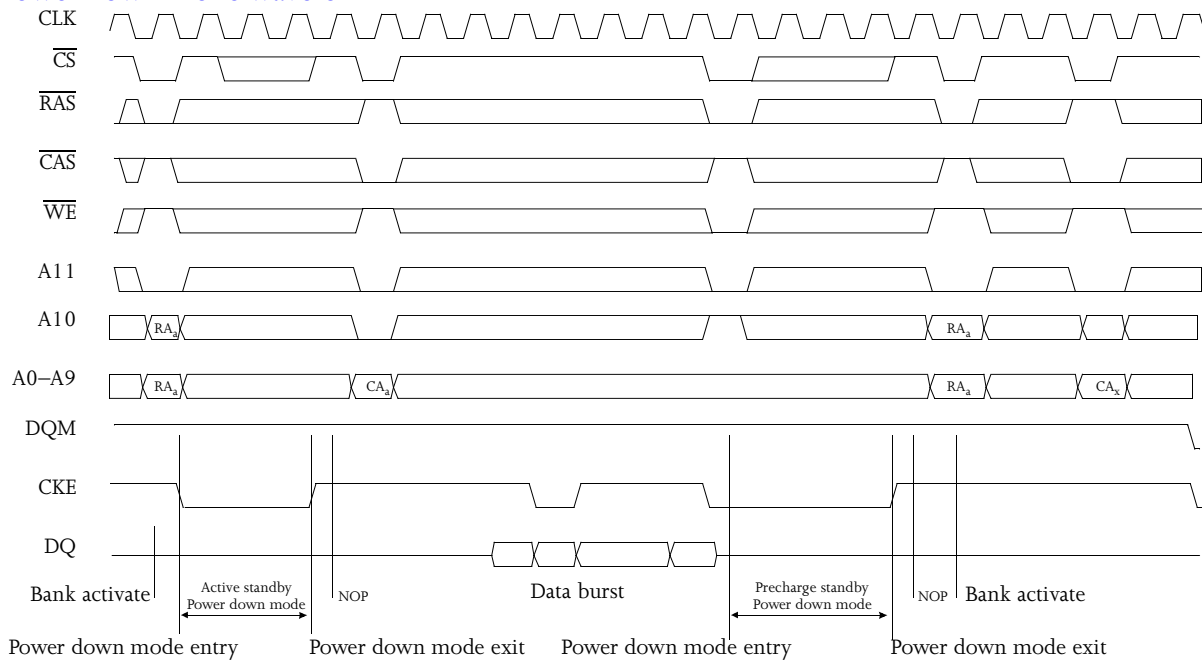 CLK
CS
RAS
CAS
WE
A11
A10
RAa
RAa
A0–A9
RAa
CAa
RAa
CAx
DQM
CKE
DQ
Bank activate
Active standby
Power down mode
NOP
Data burst
Precharge standby
Power down mode
NOP
Bank activate
Power down mode entry
Power down mode exit
Power down mode entry
Power down mode exit